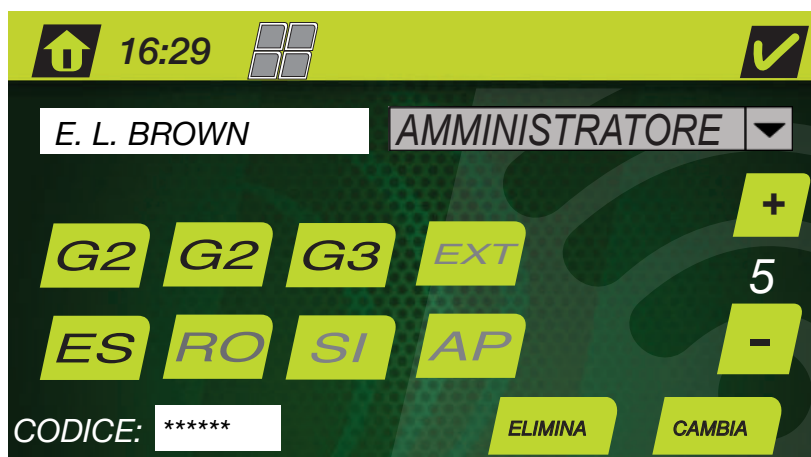 16:29
E. L. BROWN AMMINISTRATORE
+
G2 G2 G3 EXT
5
ES RO SI AP -
CODICE: ****** ELIMINA CAMBIA